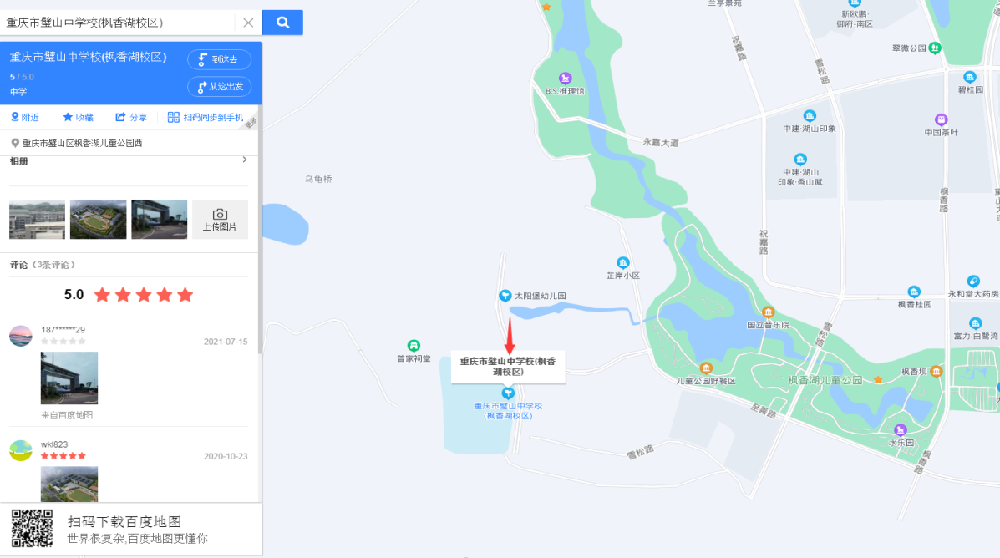 重庆市璧山中学校(枫香湖校区)
重庆市璧山中学校(枫香湖校区)
到这去
5 / 5.0
从这出发
中学
附近
收藏
分享
扫码同步到手机
更多
重庆市璧山区枫香湖儿童公园西
相册
上传图片
评论（3条评论）
5.0
187******29
2021-07-15
来自百度地图
wkl823
2020-10-23
扫码下载百度地图
世界很复杂,百度地图更懂你
兰亭景苑
新欧鹏·
御府-南区
祝嘉路
雪松路
翠微公园
碧桂园
B.S.推理馆
中建·湖山印象
中国茶叶
永嘉大道
中建·湖山
印象·香山赋
乌龟桥
枫香路
祝嘉路
芷岸小区
太阳堡幼儿园
永和堂大药房
枫香桂园
国立音乐院
雪松路
富力·白鹭湾
曾家祠堂
重庆市璧山中学校(枫香
湖校区)
儿童公园野餐区
枫香湖儿童公园
枫香坝
重庆市璧山中学校
(枫香湖校区)
至善路
水乐园
雪松路
枫香路